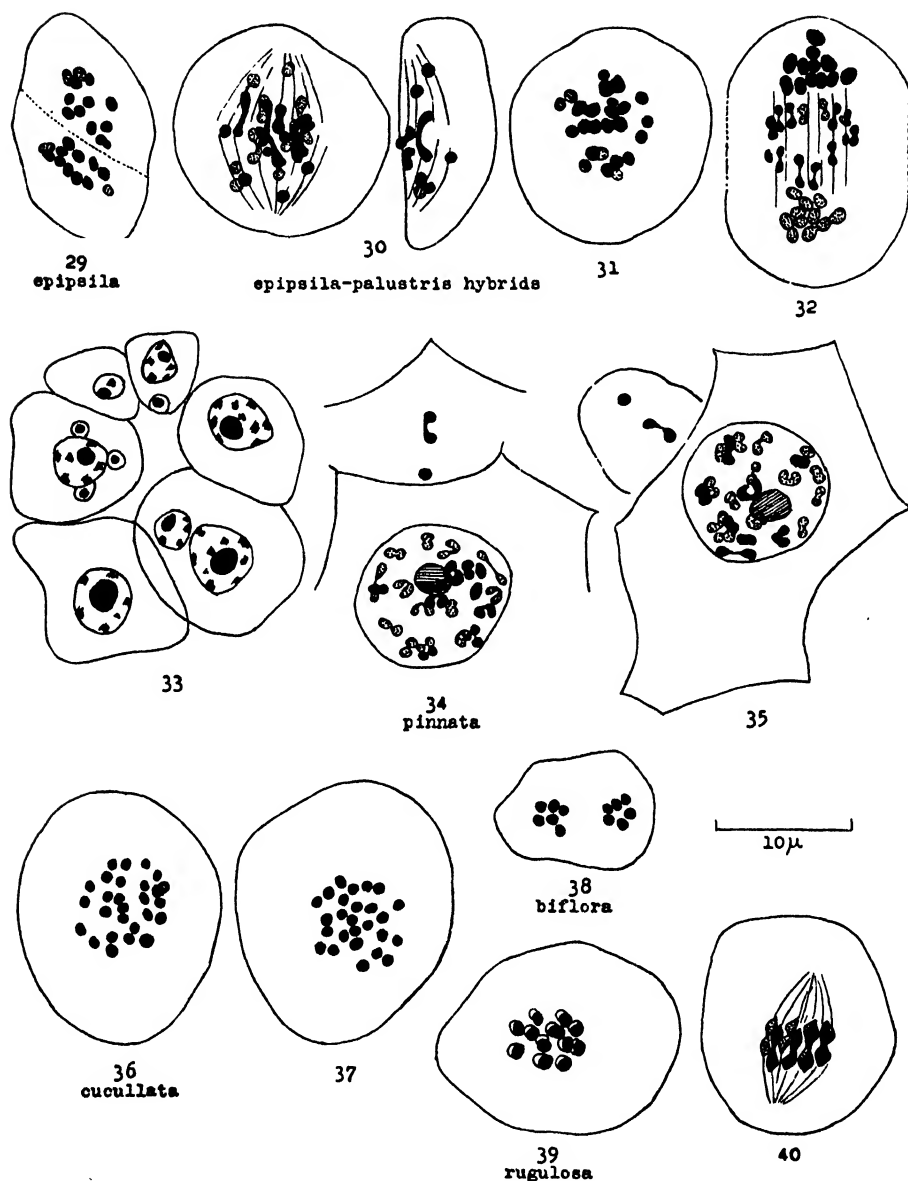 29
epipsila
30
epipsila-palustris hybrids
31
32
33
34
pinnata
35
36
cucullata
37
38
biflora
10μ
39
rugulosa
40